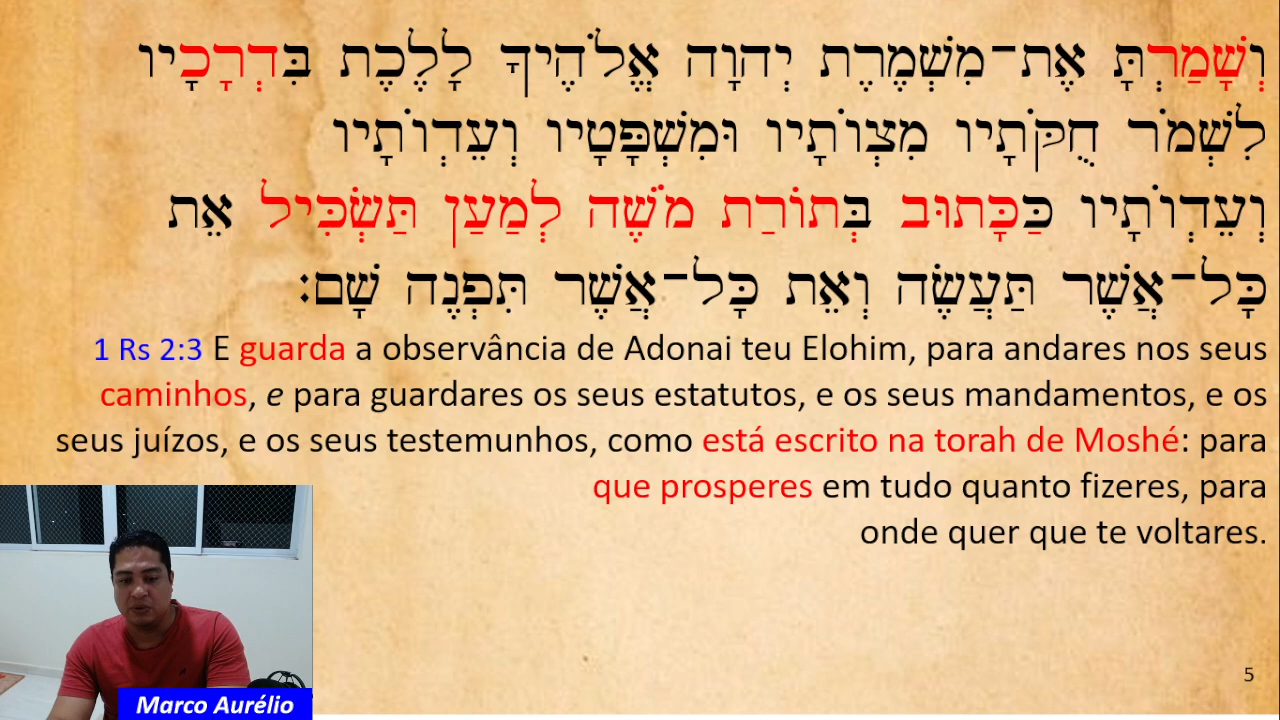 וְשָׁמַרְתָּ אֶת־מִשְׁמֶרֶת יְהוָה אֱלֹהֶיךָ לָלֶכֶת בִּדְרָכָיו
לִשְׁמֹר חֻקֹּתָיו מִצְוֹתָיו וּמִשְׁפָּטָיו וְעֵדְוֹתָיו
וְעֵדְוֹתָיו כַּכָּתוּב בְּתוֹרַת מֹשֶׁה לְמַעַן תַּשְׂכִּיל אֵת
כָּל־אֲשֶׁר תַּעֲשֶׂה וְאֵת כָּל־אֲשֶׁר תִּפְנֶה שָׁם׃
1 Rs 2:3 E guarda a observância de Adonai teu Elohim, para andares nos seus
caminhos, e para guardares os seus estatutos, e os seus mandamentos, e os
seus juízos, e os seus testemunhos, como está escrito na torah de Moshé: para
que prosperes em tudo quanto fizeres, para
onde quer que te voltares.
5
Marco Aurélio